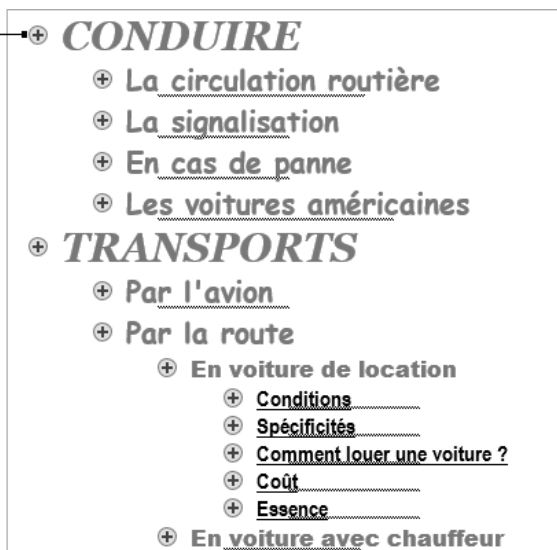 CONDUIRE
La circulation routière
La signalisation
En cas de panne
Les voitures américaines
TRANSPORTS
Par l'avion
Par la route
En voiture de location
Conditions
Spécificités
Comment louer une voiture ?
Coût
Essence
En voiture avec chauffeur